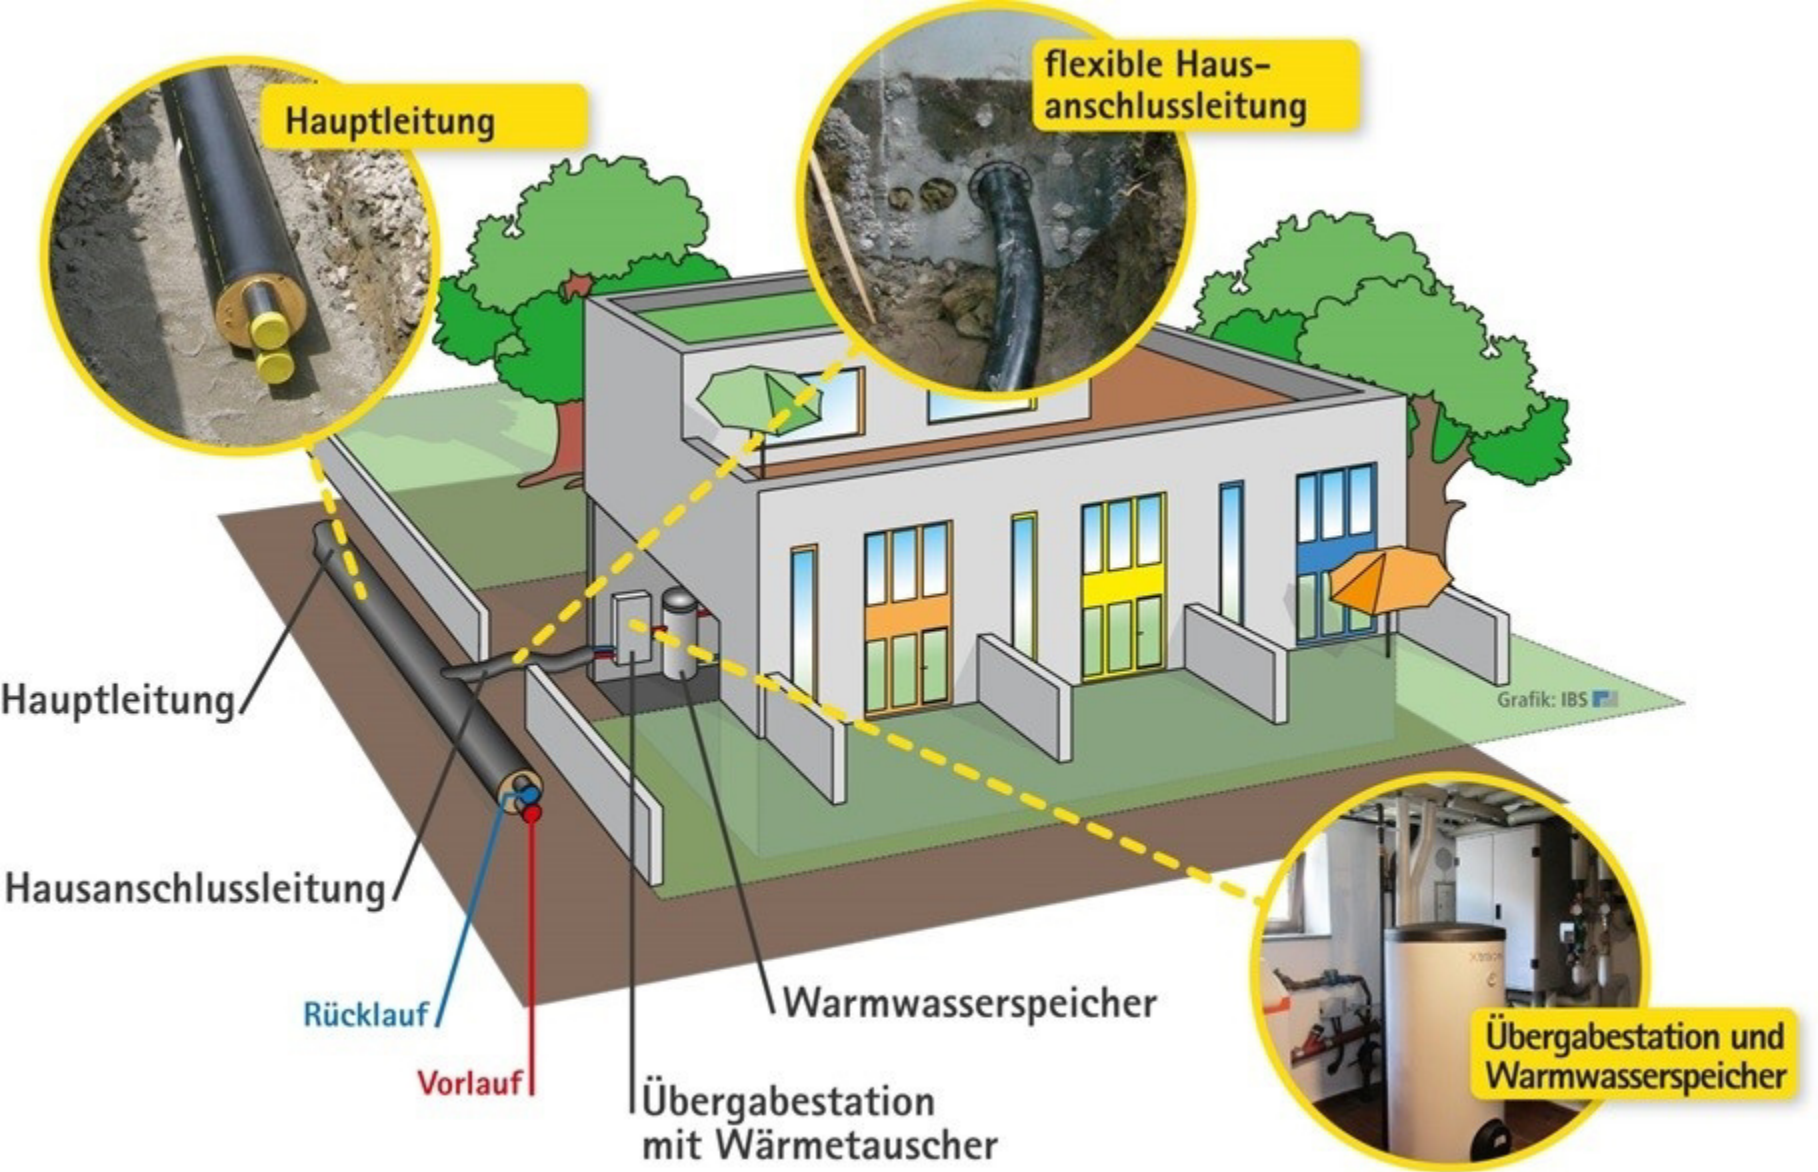 Hauptleitung
flexible Haus-
anschlussleitung
Hauptleitung
Hausanschlussleitung
Rücklauf
Vorlauf
Warmwasserspeicher
Übergabestation
mit Wärmetauscher
Grafik: IBS
Übergabestation und
Warmwasserspeicher